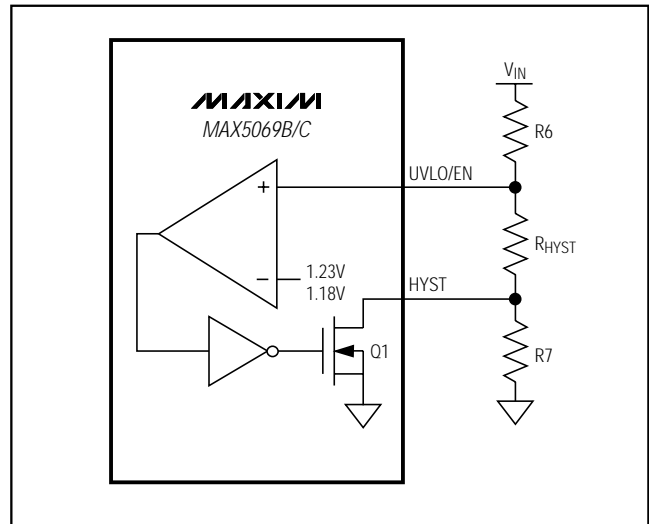 MAXIM
MAX5069B/C
VIN
R6
UVLO/EN
+
RHYST
−
1.23V
1.18V
HYST
Q1
R7